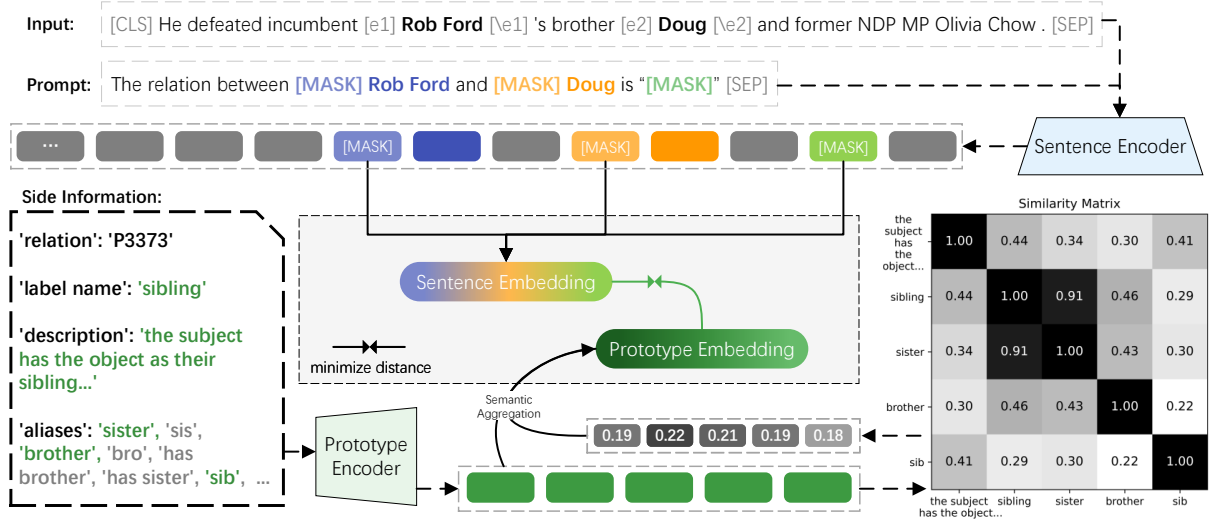 Input: [CLS] He defeated incumbent [e1] Rob Ford [\e1] 's brother [e2] Doug [\e2] and former NDP MP Olivia Chow . [SEP]
Prompt: The relation between [MASK] Rob Ford and [MASK] Doug is “[MASK]” [SEP]
... [MASK] [MASK] [MASK]
Sentence Encoder
Side Information:
'relation': 'P3373'
'label name': 'sibling'
'description': 'the subject
has the object as their
sibling...'
'aliases': 'sister', 'sis',
'brother', 'bro', 'has
brother', 'has sister', 'sib', ...
Sentence Embedding
Prototype Embedding
minimize distance
Semantic
Aggregation
Prototype
Encoder
0.19 0.22 0.21 0.19 0.18
Similarity Matrix
the
subject
has
the
object...
1.00 0.44 0.34 0.30 0.41
sibling 0.44 1.00 0.91 0.46 0.29
sister 0.34 0.91 1.00 0.43 0.30
brother 0.30 0.46 0.43 1.00 0.22
sib 0.41 0.29 0.30 0.22 1.00
the subject
has the object...
sibling sister brother sib